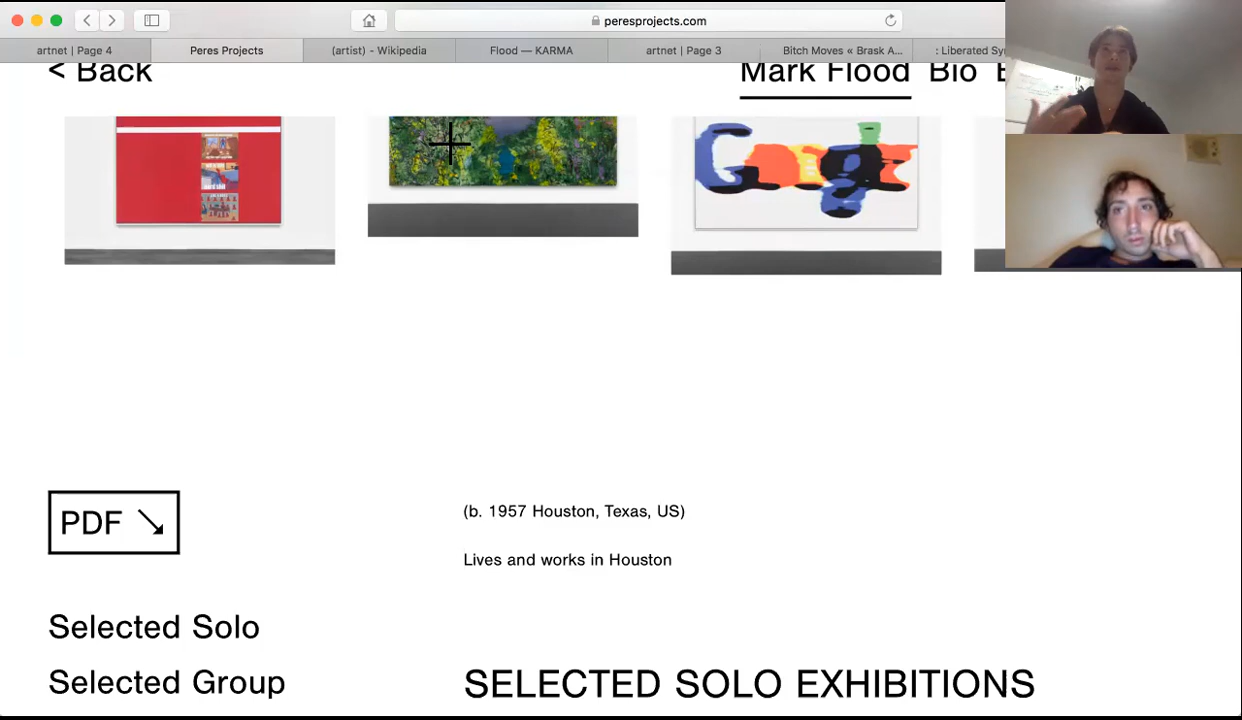 peresprojects.com
artnet | Page 4
Peres Projects
(artist) - Wikipedia
Flood — KARMA
artnet | Page 3
Bitch Moves « Brask A...
: Liberated Sy
< Back
Mark Flood
Bio
PDF ↘
(b. 1957 Houston, Texas, US)
Lives and works in Houston
Selected Solo
Selected Group
SELECTED SOLO EXHIBITIONS